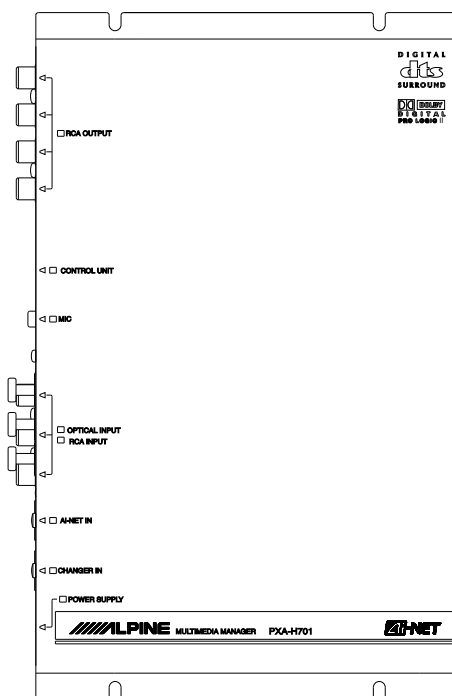 DIGITAL
dts
SURROUND
DOLBY
DIGITAL
PRO LOGIC II
RCA OUTPUT
CONTROL UNIT
MIC
OPTICAL INPUT
RCA INPUT
AI-NET IN
CHANGER IN
POWER SUPPLY
ALPINE MULTIMEDIA MANAGER PXA-H701 Ai-NET